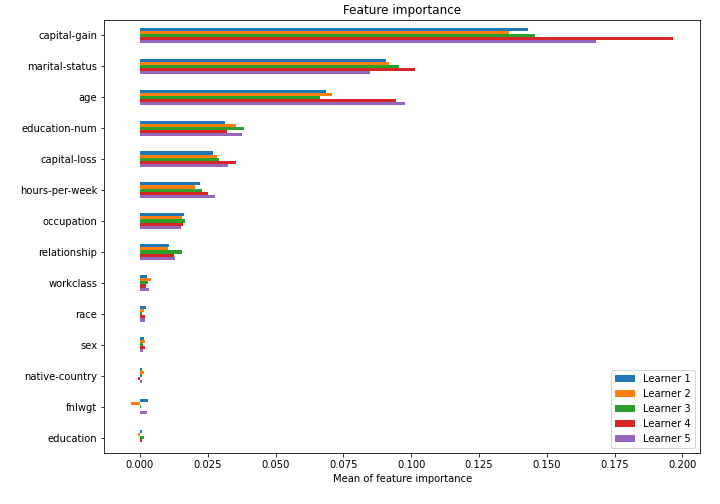 Feature importance
capital-gain
marital-status
age
education-num
capital-loss
hours-per-week
occupation
relationship
workclass
race
sex
native-country
fnlwgt
education
Learner 1
Learner 2
Learner 3
Learner 4
Learner 5
0.000 0.025 0.050 0.075 0.100 0.125 0.150 0.175 0.200
Mean of feature importance